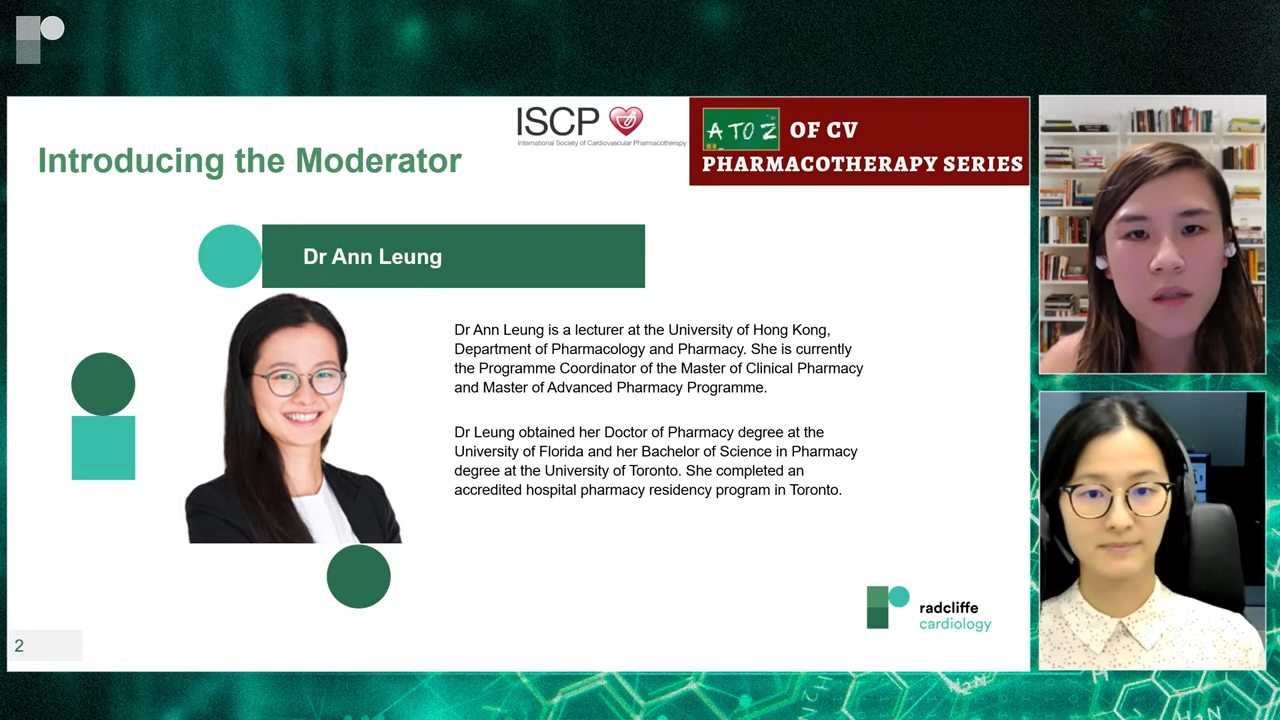 ISCP
International Society of Cardiovascular Pharmacotherapy
A TO Z OF CV
PHARMACOTHERAPY SERIES
Introducing the Moderator
Dr Ann Leung
Dr Ann Leung is a lecturer at the University of Hong Kong,
Department of Pharmacology and Pharmacy. She is currently
the Programme Coordinator of the Master of Clinical Pharmacy
and Master of Advanced Pharmacy Programme.
Dr Leung obtained her Doctor of Pharmacy degree at the
University of Florida and her Bachelor of Science in Pharmacy
degree at the University of Toronto. She completed an
accredited hospital pharmacy residency program in Toronto.
radcliffe
cardiology
2